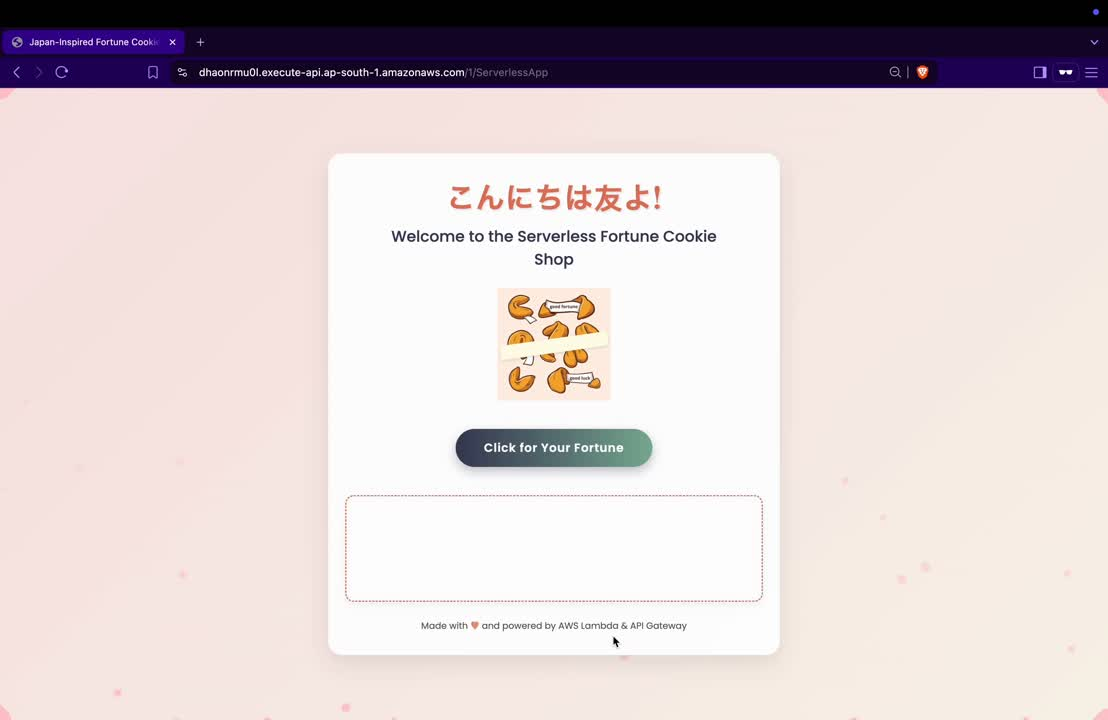 Japan-Inspired Fortune Cookie
dhaonrmu0l.execute-api.ap-south-1.amazonaws.com/1/ServerlessApp
こんにちは友よ!
Welcome to the Serverless Fortune Cookie
Shop
good fortune
good luck
Click for Your Fortune
Made with ♥ and powered by AWS Lambda & API Gateway